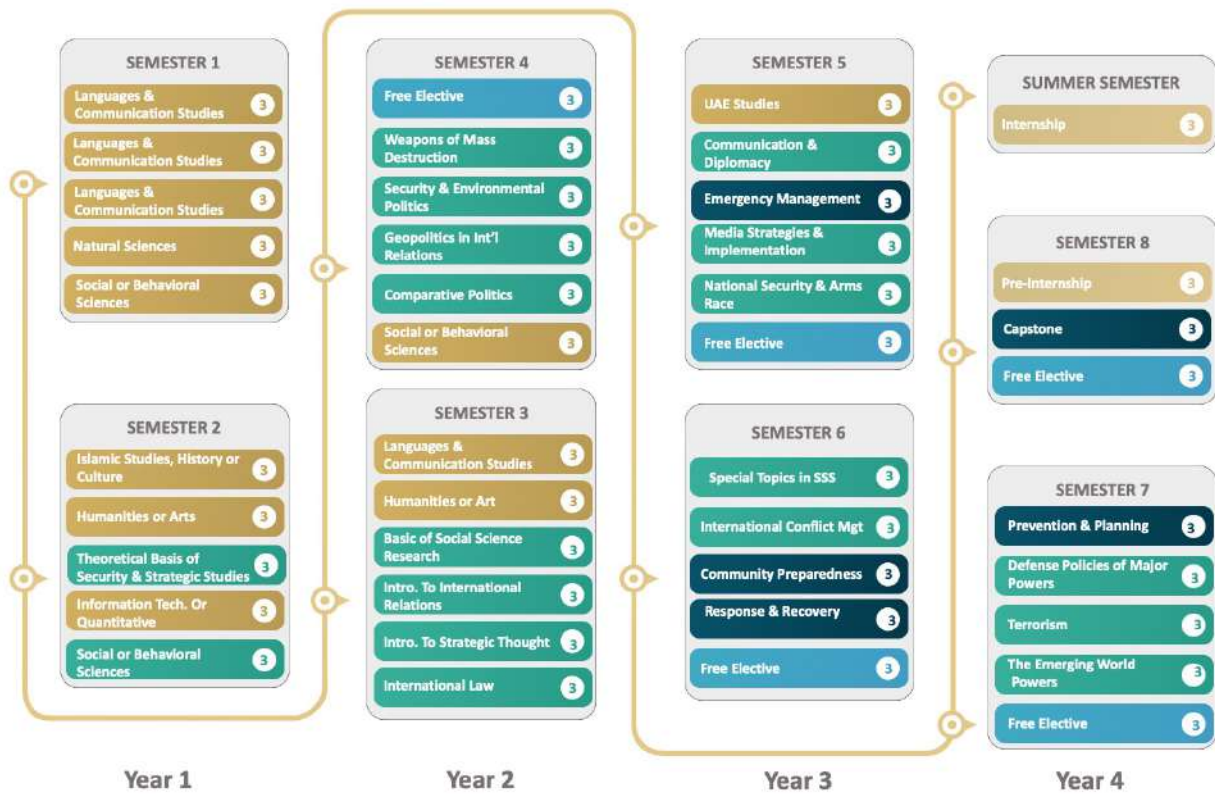 SEMESTER 1
Languages &
Communication Studies
3
Languages &
Communication Studies
3
Languages &
Communication Studies
3
Natural Sciences
3
Social or Behavioral
Sciences
3
SEMESTER 2
Islamic Studies, History or
Culture
3
Humanities or Arts
3
Theoretical Basis of
Security & Strategic Studies
3
Information Tech. Or
Quantitative
3
Social or Behavioral
Sciences
3
Year 1
SEMESTER 4
Free Elective
3
Weapons of Mass
Destruction
3
Security & Environmental
Politics
3
Geopolitics in Int'l
Relations
3
Comparative Politics
3
Social or Behavioral
Sciences
3
SEMESTER 3
Languages &
Communication Studies
3
Humanities or Art
3
Basic of Social Science
Research
3
Intro. To International
Relations
3
Intro. To Strategic Thought
3
International Law
3
Year 2
SEMESTER 5
UAE Studies
3
Communication &
Diplomacy
3
Emergency Management
3
Media Strategies &
Implementation
3
National Security & Arms
Race
3
Free Elective
3
SEMESTER 6
Special Topics in SSS
3
International Conflict Mgt
3
Community Preparedness
3
Response & Recovery
3
Free Elective
3
Year 3
SUMMER SEMESTER
Internship
3
SEMESTER 8
Pre-Internship
3
Capstone
3
Free Elective
3
SEMESTER 7
Prevention & Planning
3
Defense Policies of Major
Powers
3
Terrorism
3
The Emerging World
Powers
3
Free Elective
3
Year 4